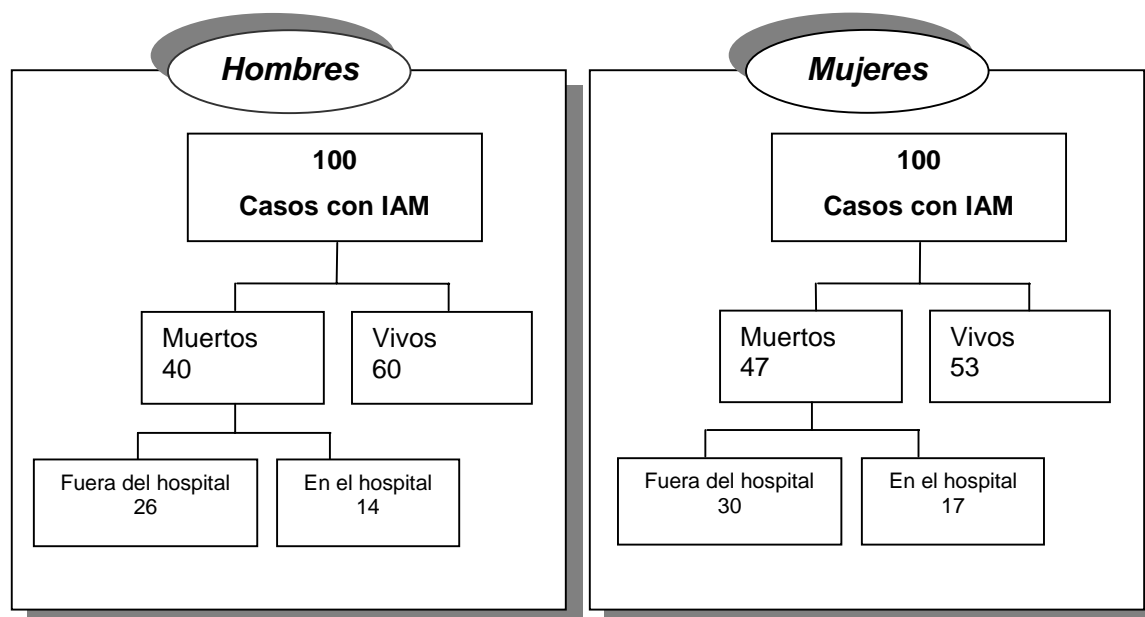 Hombres
100
Casos con IAM
Muertos
40
Vivos
60
Fuera del hospital
26
En el hospital
14
Mujeres
100
Casos con IAM
Muertos
47
Vivos
53
Fuera del hospital
30
En el hospital
17